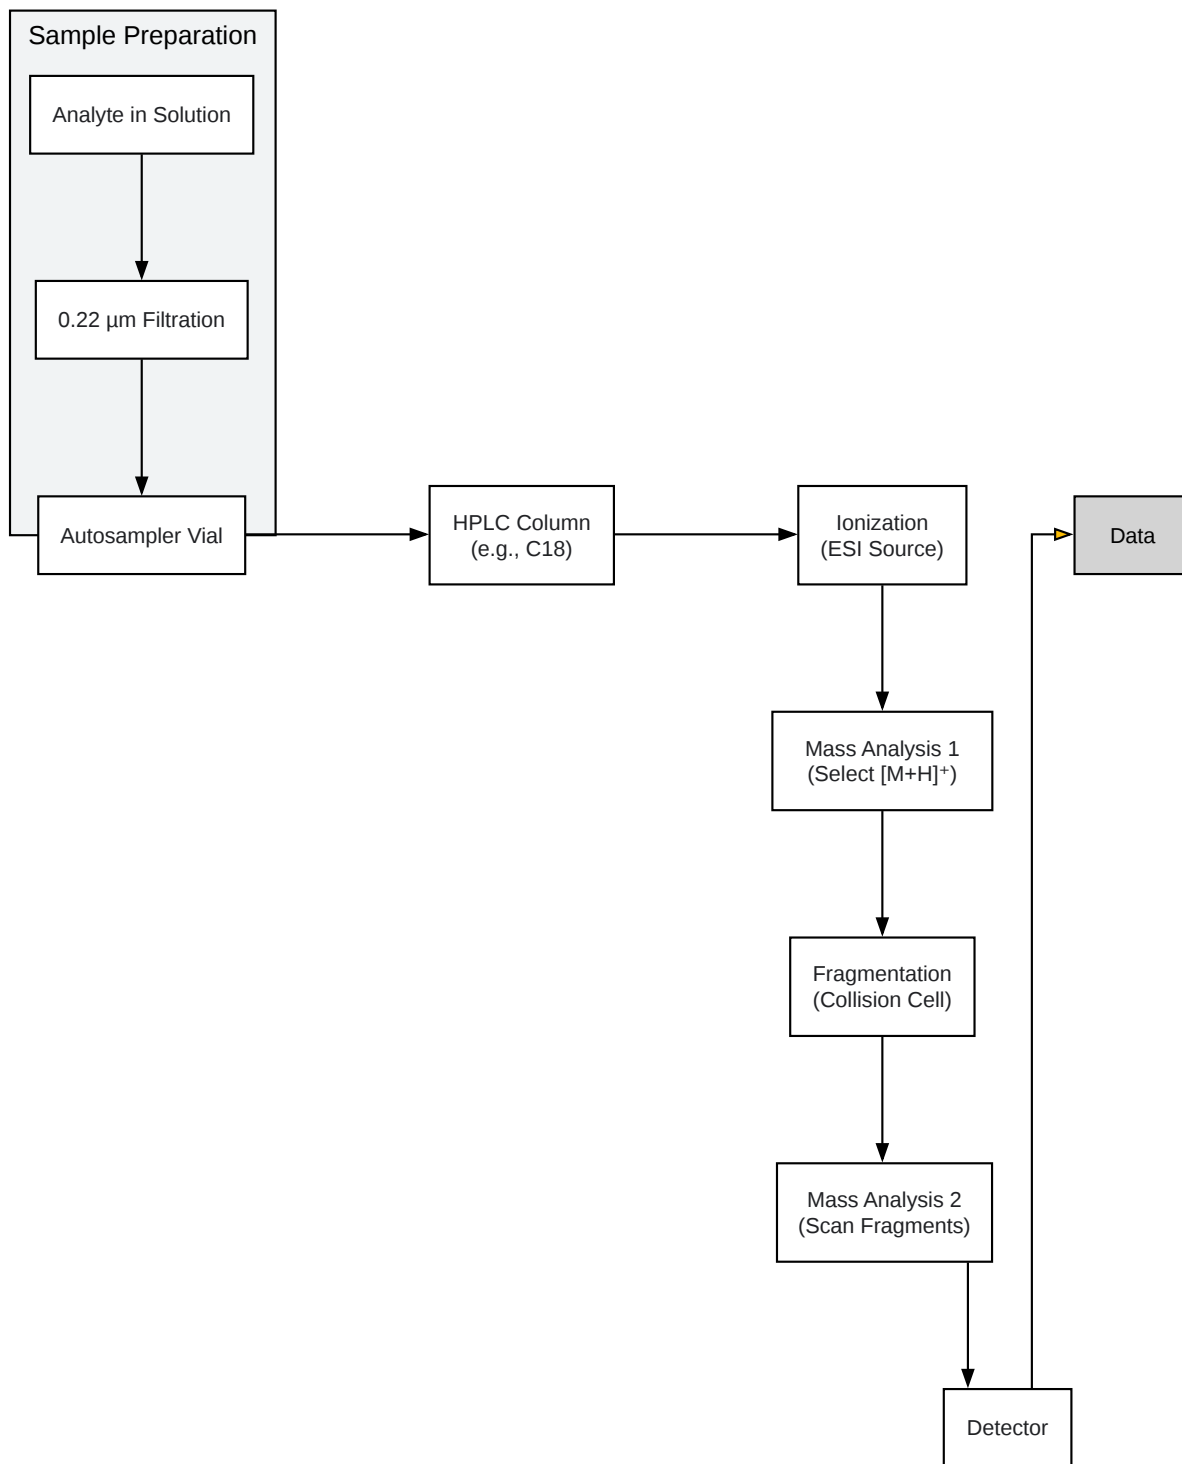 Sample Preparation
Analyte in Solution
0.22 µm Filtration
Autosampler Vial
HPLC Column
(e.g., C18)
Ionization
(ESI Source)
Data
Mass Analysis 1
(Select [M+H]⁺)
Fragmentation
(Collision Cell)
Mass Analysis 2
(Scan Fragments)
Detector